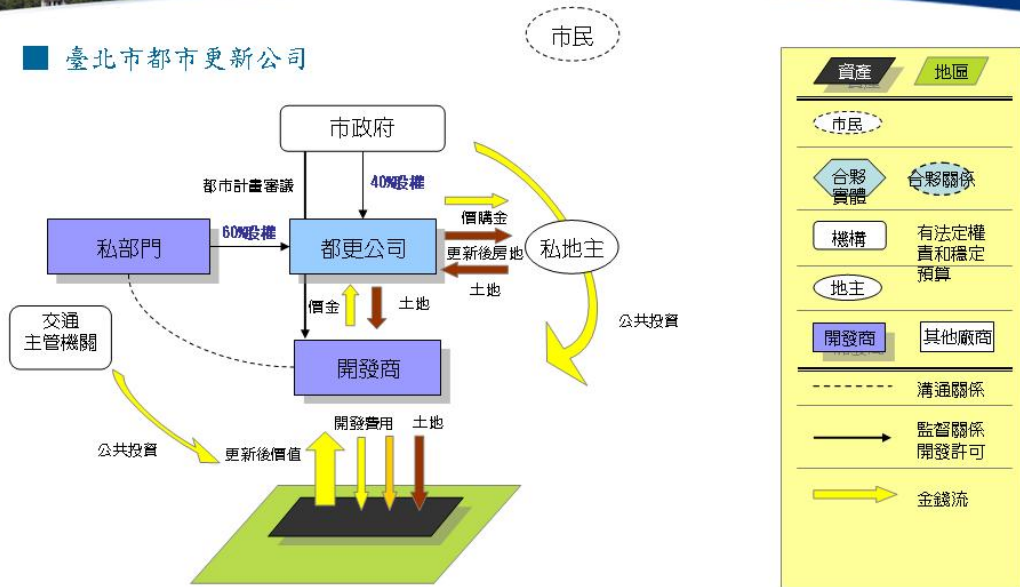 市民
臺北市都市更新公司
市政府
都市計畫審議
40%股權
價購金
私部門
60%股權
都更公司
更新後房地
私地主
土地
價金
土地
公共投資
交通
主管機關
開發商
開發費用
土地
公共投資
更新後價值
資產
地區
市民
合夥
實體
合夥關係
機構
有法定權
責和穩定
預算
地主
開發商
其他廠商
溝通關係
監督關係
開發許可
金錢流